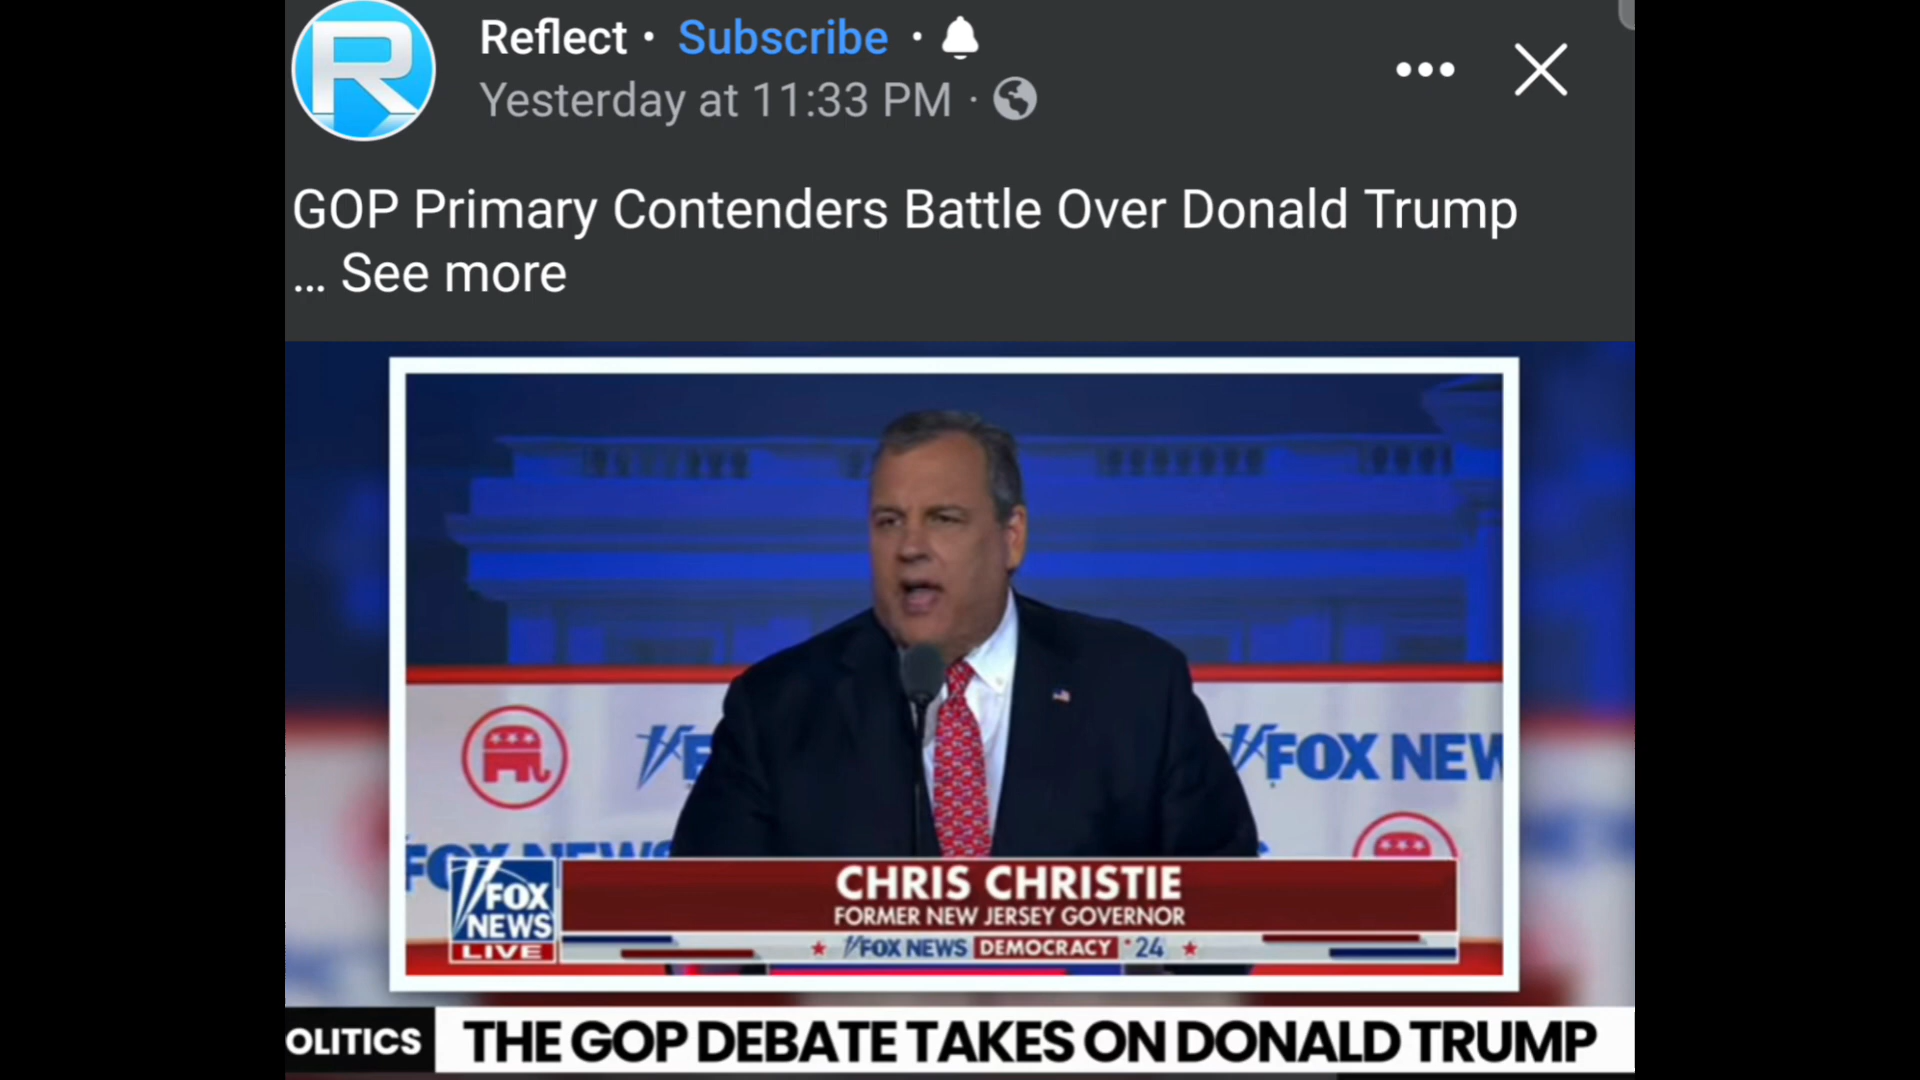 R
Reflect · Subscribe ·
Yesterday at 11:33 PM ·
GOP Primary Contenders Battle Over Donald Trump
... See more
FOX NEW
FOX NEWS
CHRIS CHRISTIE
FORMER NEW JERSEY GOVERNOR
FOX
NEWS
LIVE
FOX NEWS DEMOCRACY '24
OLITICS THE GOP DEBATE TAKES ON DONALD TRUMP